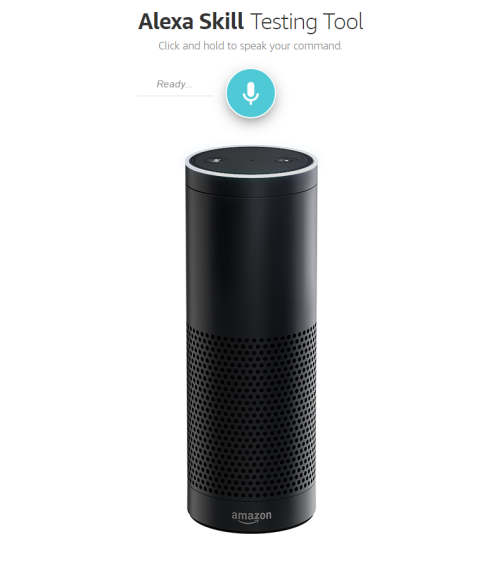 Alexa Skill Testing Tool
Click and hold to speak your command.
Ready...
amazon